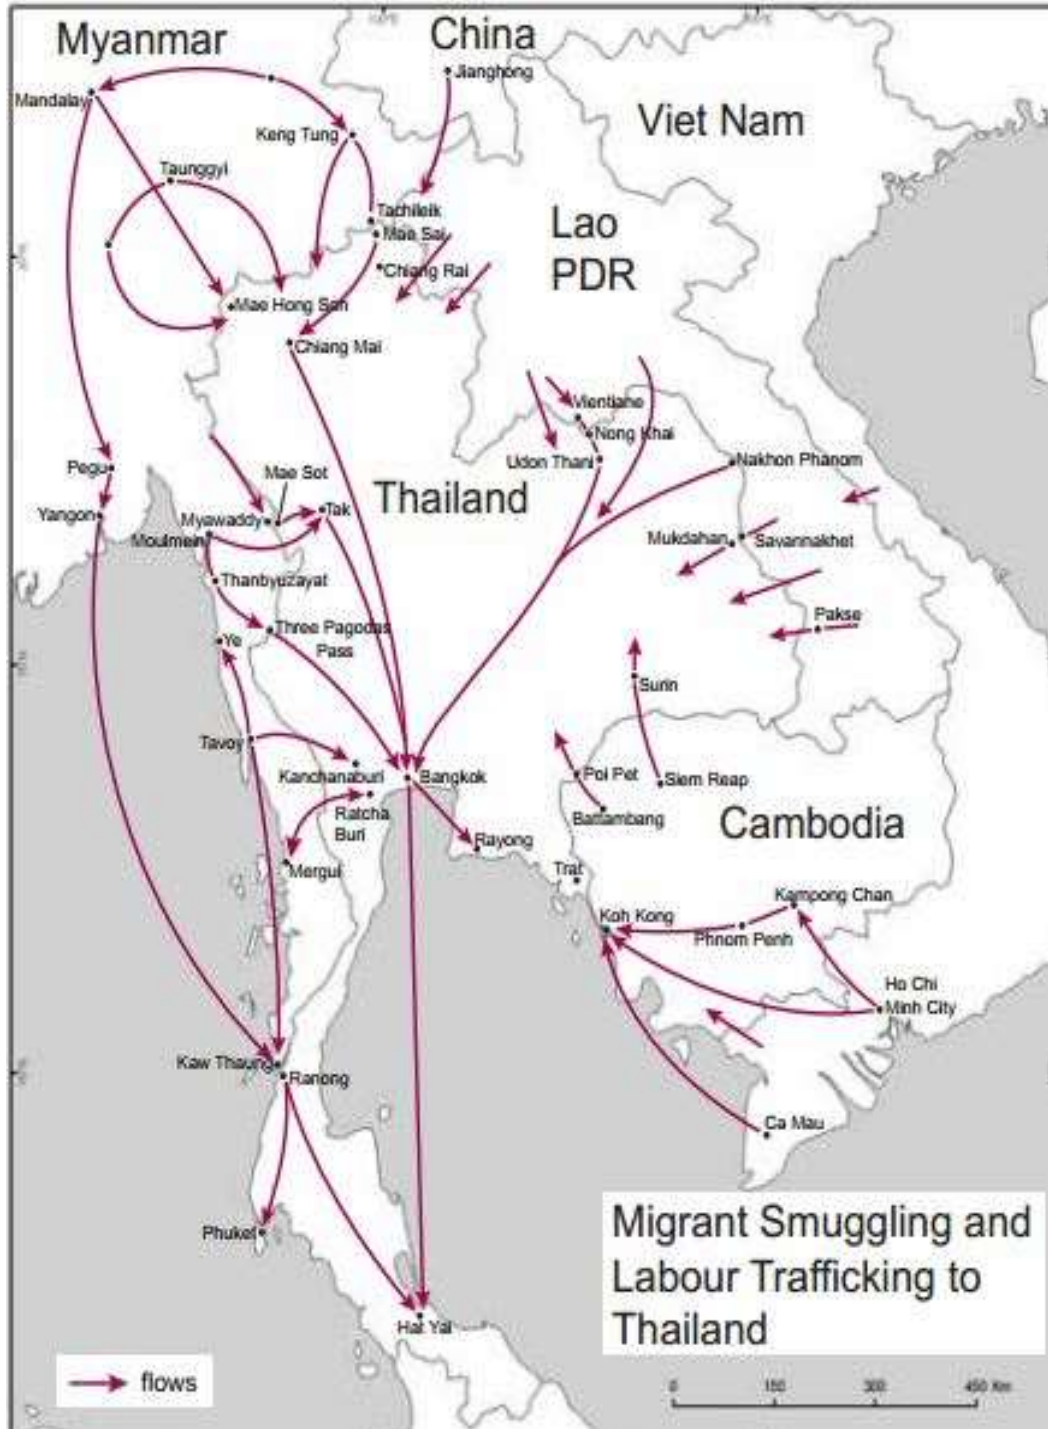 Myanmar
China
Jianghong
Mandalay
Viet Nam
Keng Tung
Taunggyi
Tachileik
Mae Sai
Lao
PDR
Chiang Rai
Mae Hong San
Chiang Mai
Vientiane
Nong Khai
Udon Thani
Nakhon Phanom
Pegu
Mae Sot
Thailand
Tak
Yangon
Myawaddy
Moulmein
Mukdahan
Savannakhet
Thanbyuzayat
Pakse
Three Pagodas
Pass
Ye
Surin
Tavoy
Kanchanaburi
Bangkok
Poi Pet
Siem Reap
Ratcha
Buri
Battambang
Cambodia
Rayong
Mergui
Trat
Kampong Chan
Koh Kong
Phnom Penh
Ho Chi
Minh City
Kaw Thaung
Ranong
Ca Mau
Phuket
Migrant Smuggling and
Labour Trafficking to
Thailand
Hat Yai
flows
0 150 300 450 Km